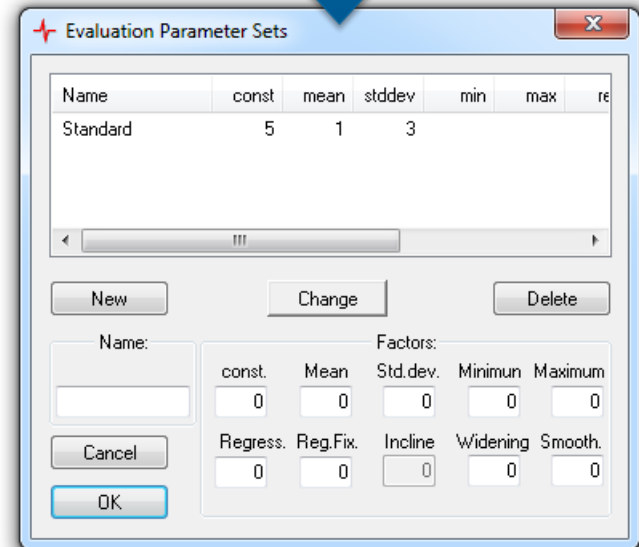 Evaluation Parameter Sets
Name const mean stddev min max re
Standard 5 1 3
New Change Delete
Name: Factors:
const. Mean Std.dev. Minimun Maximum
0 0 0 0 0
Cancel Regress. Reg.Fix. Incline Widening Smooth.
0 0 0 0 0
OK